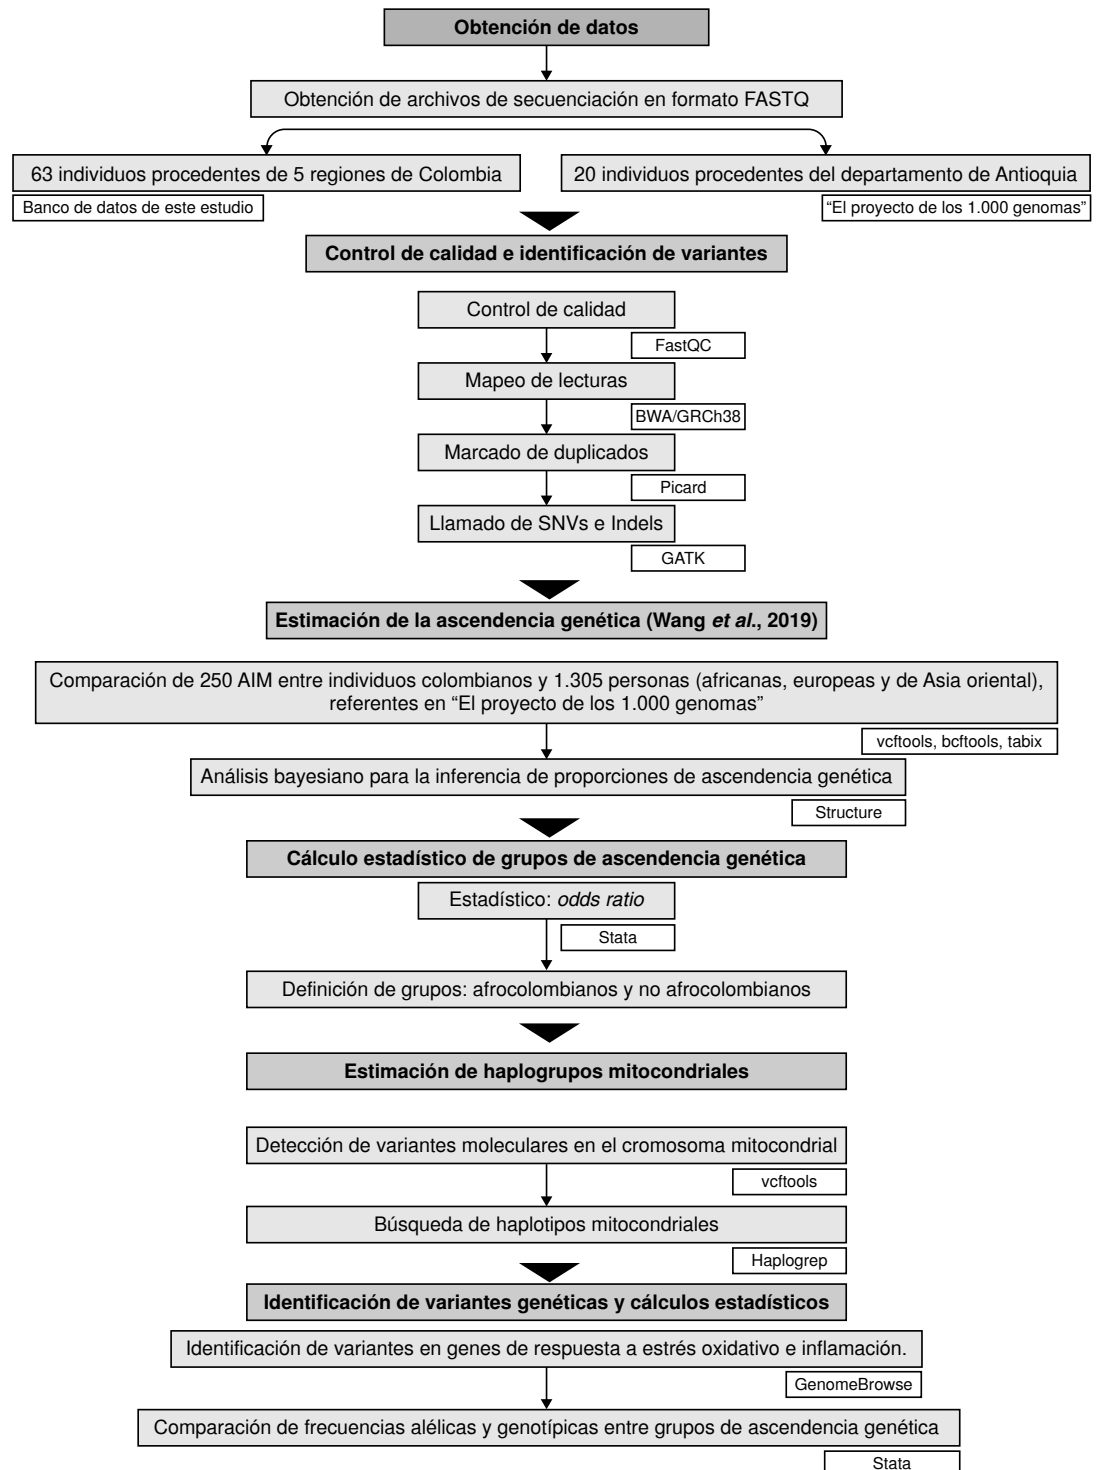 Obtención de datos
Obtención de archivos de secuenciación en formato FASTQ
63 individuos procedentes de 5 regiones de Colombia
Banco de datos de este estudio
20 individuos procedentes del departamento de Antioquia
“El proyecto de los 1.000 genomas”
Control de calidad e identificación de variantes
Control de calidad
FastQC
Mapeo de lecturas
BWA/GRCh38
Marcado de duplicados
Picard
Llamado de SNVs e Indels
GATK
Estimación de la ascendencia genética (Wang et al., 2019)
Comparación de 250 AIM entre individuos colombianos y 1.305 personas (africanas, europeas y de Asia oriental),
referentes en “El proyecto de los 1.000 genomas”
vcftools, bcftools, tabix
Análisis bayesiano para la inferencia de proporciones de ascendencia genética
Structure
Cálculo estadístico de grupos de ascendencia genética
Estadístico: odds ratio
Stata
Definición de grupos: afrocolombianos y no afrocolombianos
Estimación de haplogrupos mitocondriales
Detección de variantes moleculares en el cromosoma mitocondrial
vcftools
Búsqueda de haplotipos mitocondriales
Haplogrep
Identificación de variantes genéticas y cálculos estadísticos
Identificación de variantes en genes de respuesta a estrés oxidativo e inflamación.
GenomeBrowse
Comparación de frecuencias alélicas y genotípicas entre grupos de ascendencia genética
Stata